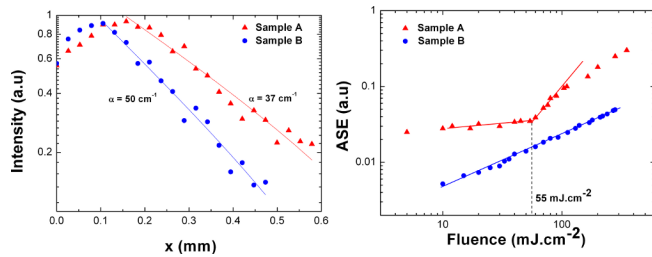 Intensity (a.u)
1
0.8
0.6
0.4
0.2
Sample A
Sample B
α = 50 cm⁻¹
α = 37 cm⁻¹
0.0 0.1 0.2 0.3 0.4 0.5 0.6
x (mm)
ASE (a.u)
1
0.1
0.01
Sample A
Sample B
55 mJ.cm⁻²
10 100
Fluence (mJ.cm⁻²)